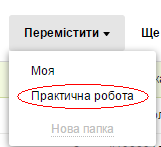 Перемістити Ще
Моя
Практична робота
Нова папка